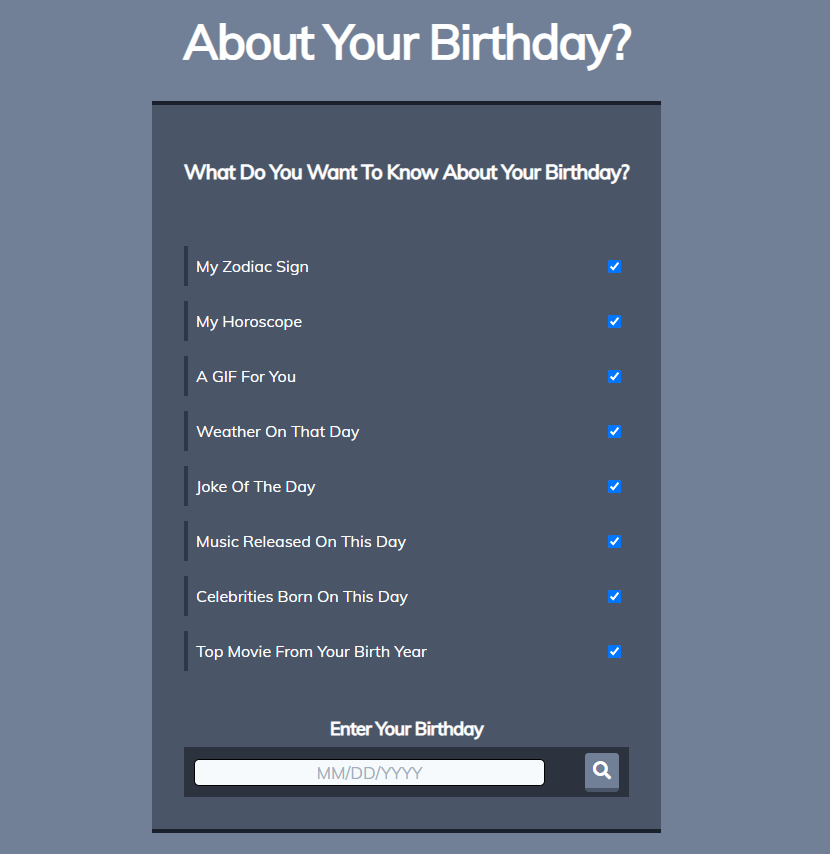 About Your Birthday?
What Do You Want To Know About Your Birthday?
My Zodiac Sign
My Horoscope
A GIF For You
Weather On That Day
Joke Of The Day
Music Released On This Day
Celebrities Born On This Day
Top Movie From Your Birth Year
Enter Your Birthday
MM/DD/YYYY